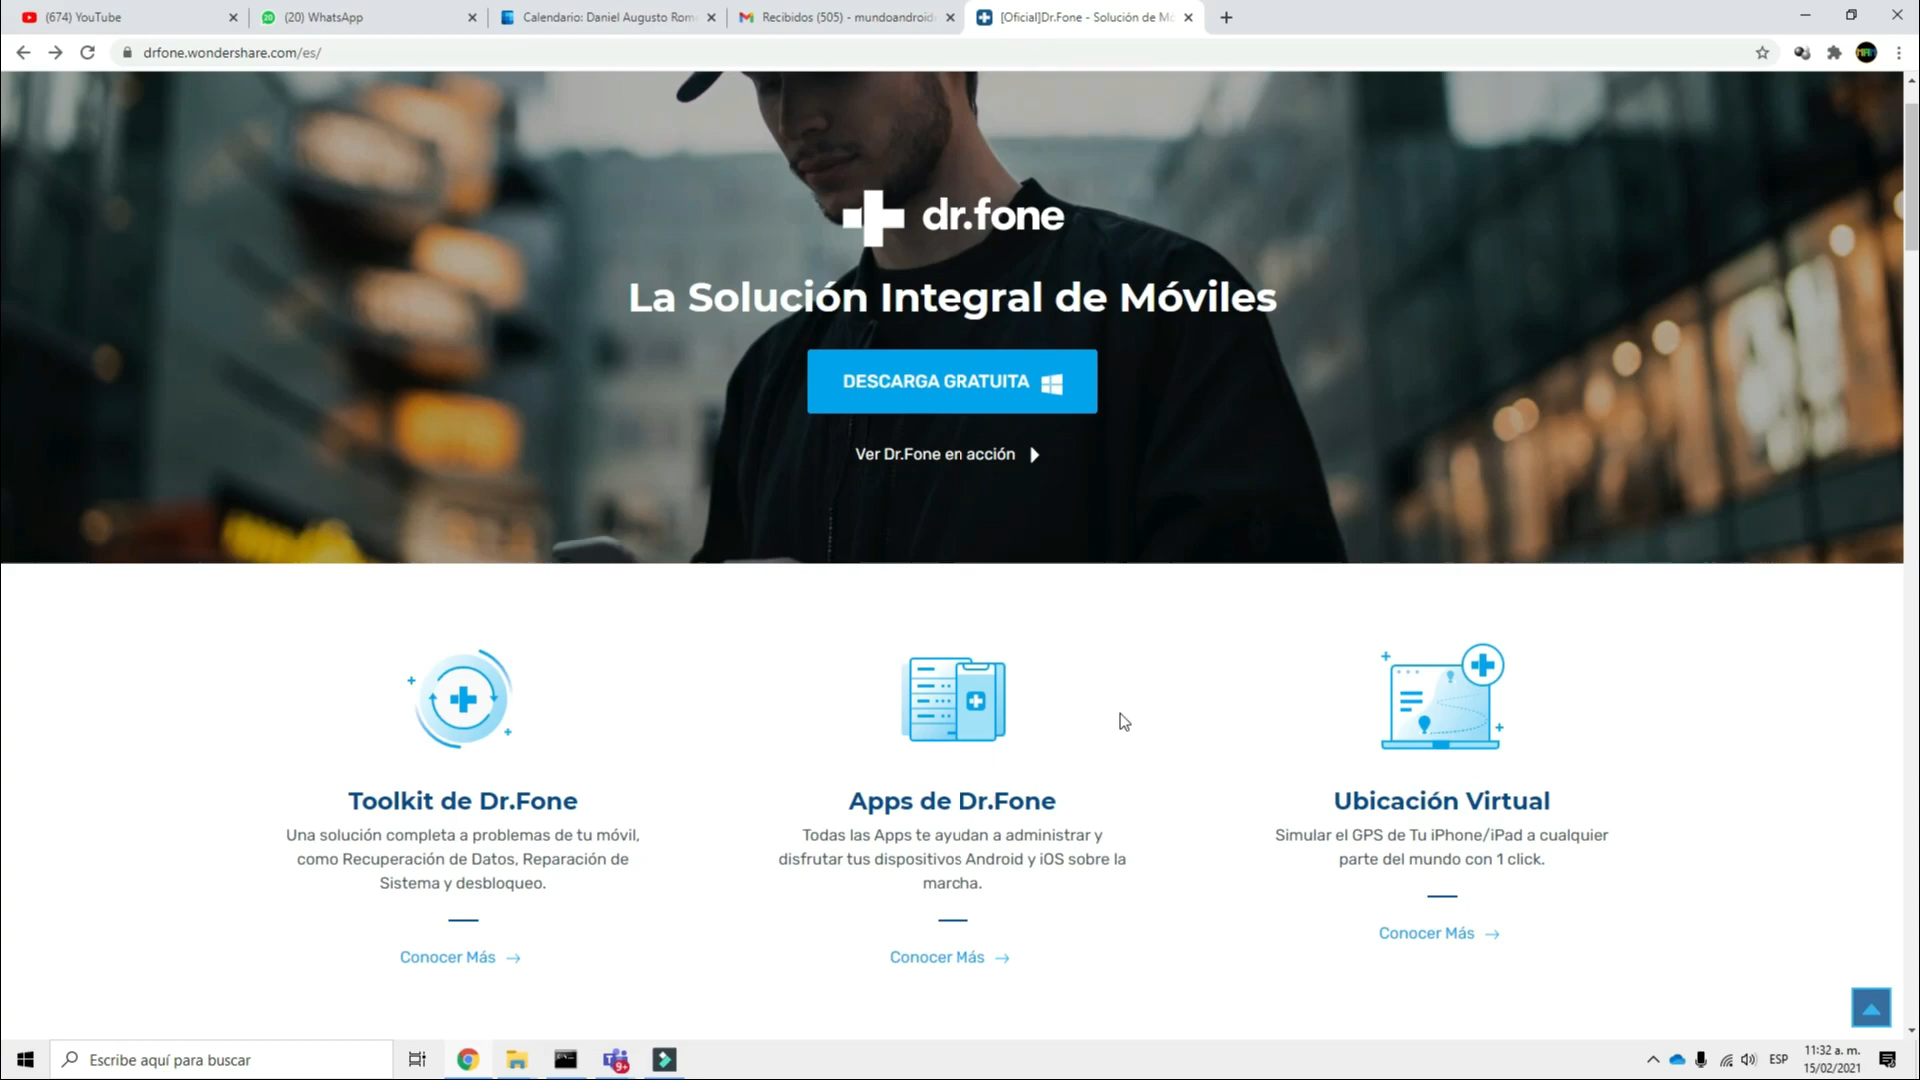 (674) YouTube
20
(20) WhatsApp
Calendario: Daniel Augusto Rom
Recibidos (505) - mundoandroid
[Oficial]Dr.Fone - Solución de Mó
drfone.wondershare.com/es/
dr.fone
La Solución Integral de Móviles
DESCARGA GRATUITA
Ver Dr.Fone en acción
Toolkit de Dr.Fone
Una solución completa a problemas de tu móvil,
como Recuperación de Datos, Reparación de
Sistema y desbloqueo.
Conocer Más →
Apps de Dr.Fone
Todas las Apps te ayudan a administrar y
disfrutar tus dispositivos Android y iOS sobre la
marcha.
Conocer Más →
Ubicación Virtual
Simular el GPS de Tu iPhone/iPad a cualquier
parte del mundo con 1 click.
Conocer Más →
Escribe aquí para buscar
9+
ESP
11:32 a. m.
15/02/2021